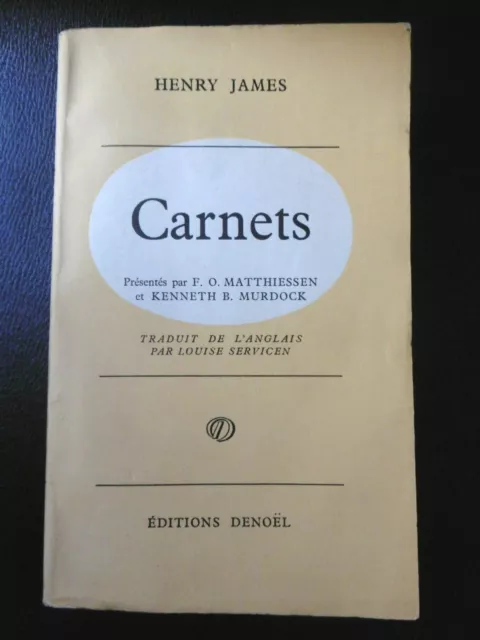 HENRY JAMES
Carnets
Présentés par F. O. MATTHIESSEN
et KENNETH B. MURDOCK
TRADUIT DE L'ANGLAIS
PAR LOUISE SERVICEN
D
ÉDITIONS DENOËL